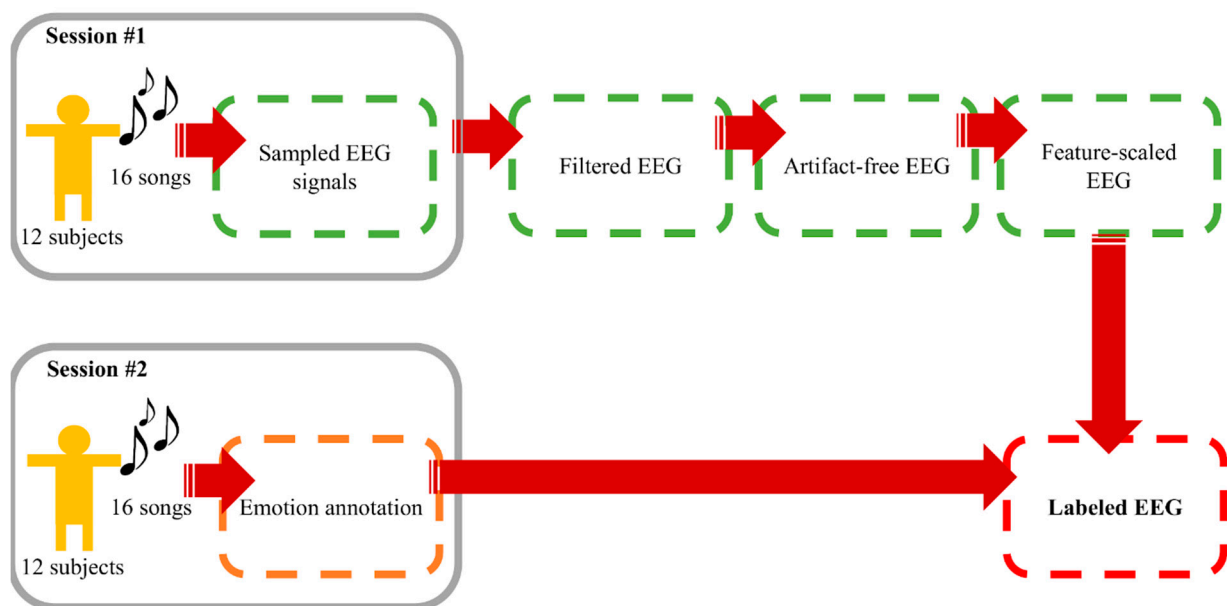 Session #1
16 songs
12 subjects
Sampled EEG
signals
Filtered EEG
Artifact-free EEG
Feature-scaled
EEG
Session #2
16 songs
12 subjects
Emotion annotation
Labeled EEG